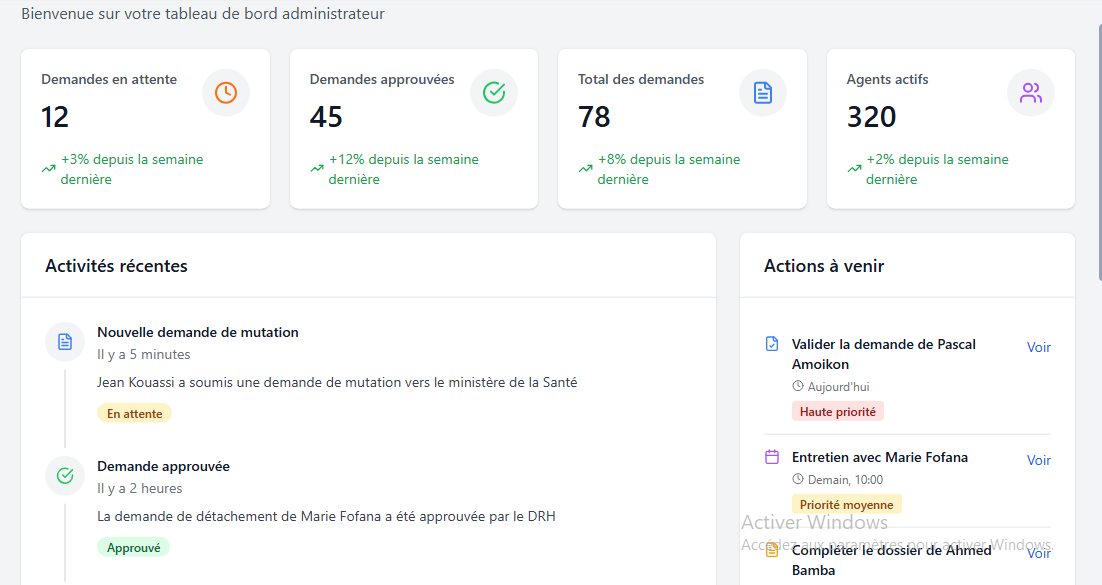 Bienvenue sur votre tableau de bord administrateur
Demandes en attente
12
+3% depuis la semaine
dernière
Demandes approuvées
45
+12% depuis la semaine
dernière
Total des demandes
78
+8% depuis la semaine
dernière
Agents actifs
320
+2% depuis la semaine
dernière
Activités récentes
Nouvelle demande de mutation
Il y a 5 minutes
Jean Kouassi a soumis une demande de mutation vers le ministère de la Santé
En attente
Demande approuvée
Il y a 2 heures
La demande de détachement de Marie Fofana a été approuvée par le DRH
Approuvé
Actions à venir
Valider la demande de Pascal
Amoikon
Voir
Aujourd'hui
Haute priorité
Entretien avec Marie Fofana
Voir
Demain, 10:00
Priorité moyenne
Activer Windows
Accédez aux paramètres pour activer Windows.
Compléter le dossier de Ahmed
Bamba
Voir